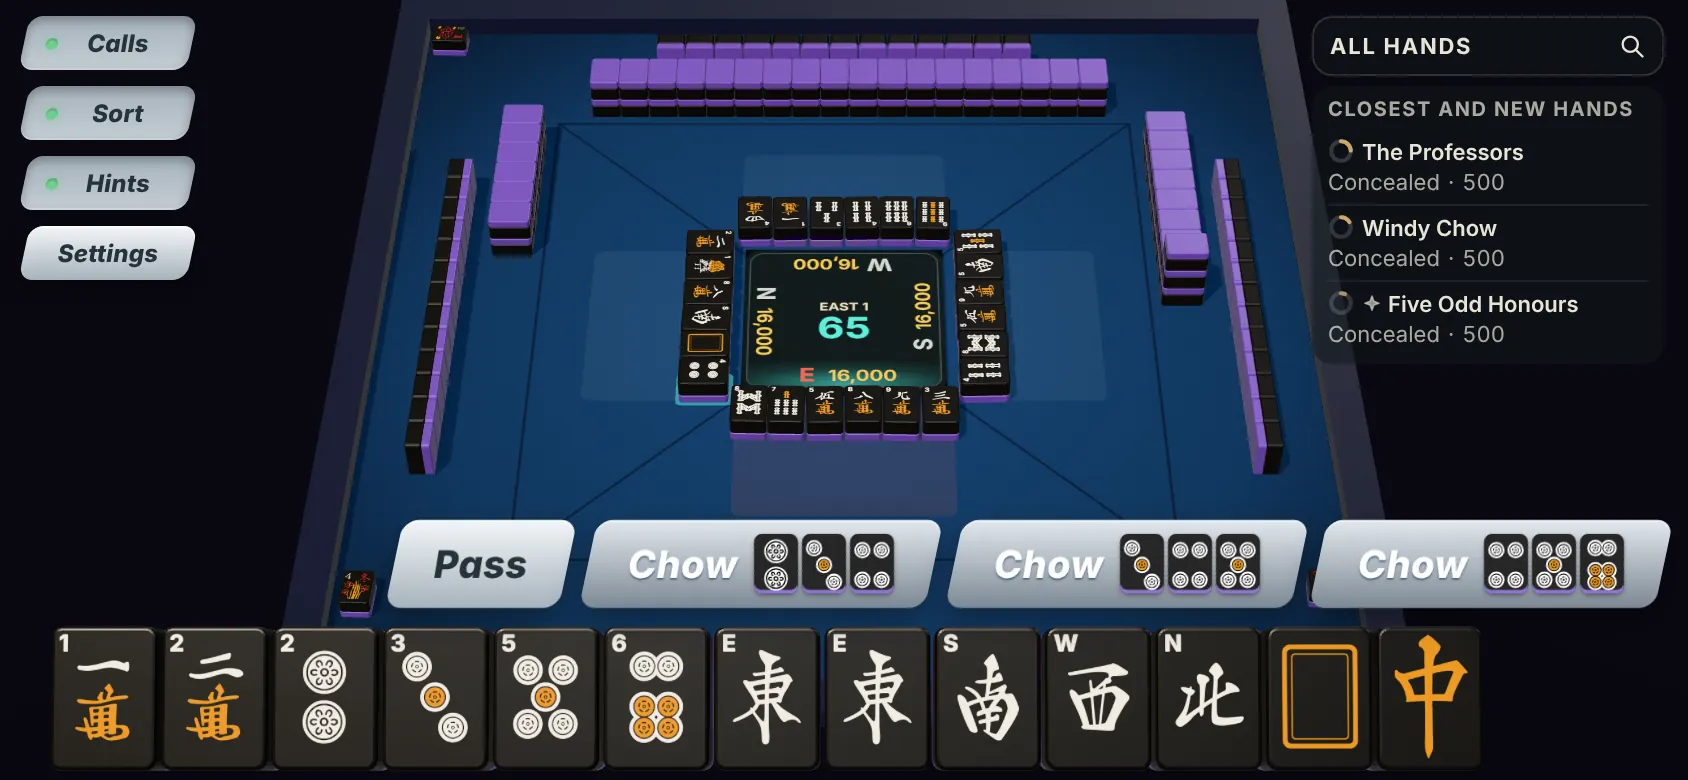 Calls
Sort
Hints
Settings
ALL HANDS
CLOSEST AND NEW HANDS
The Professors
Concealed · 500
Windy Chow
Concealed · 500
Five Odd Honours
Concealed · 500
W 16,000
N 16,000
EAST 1
65
S 16,000
E 16,000
Pass
Chow
Chow
Chow
1 一萬
2 二萬
2
3
5
6
E 東
E 東
S 南
W 西
N 北
中